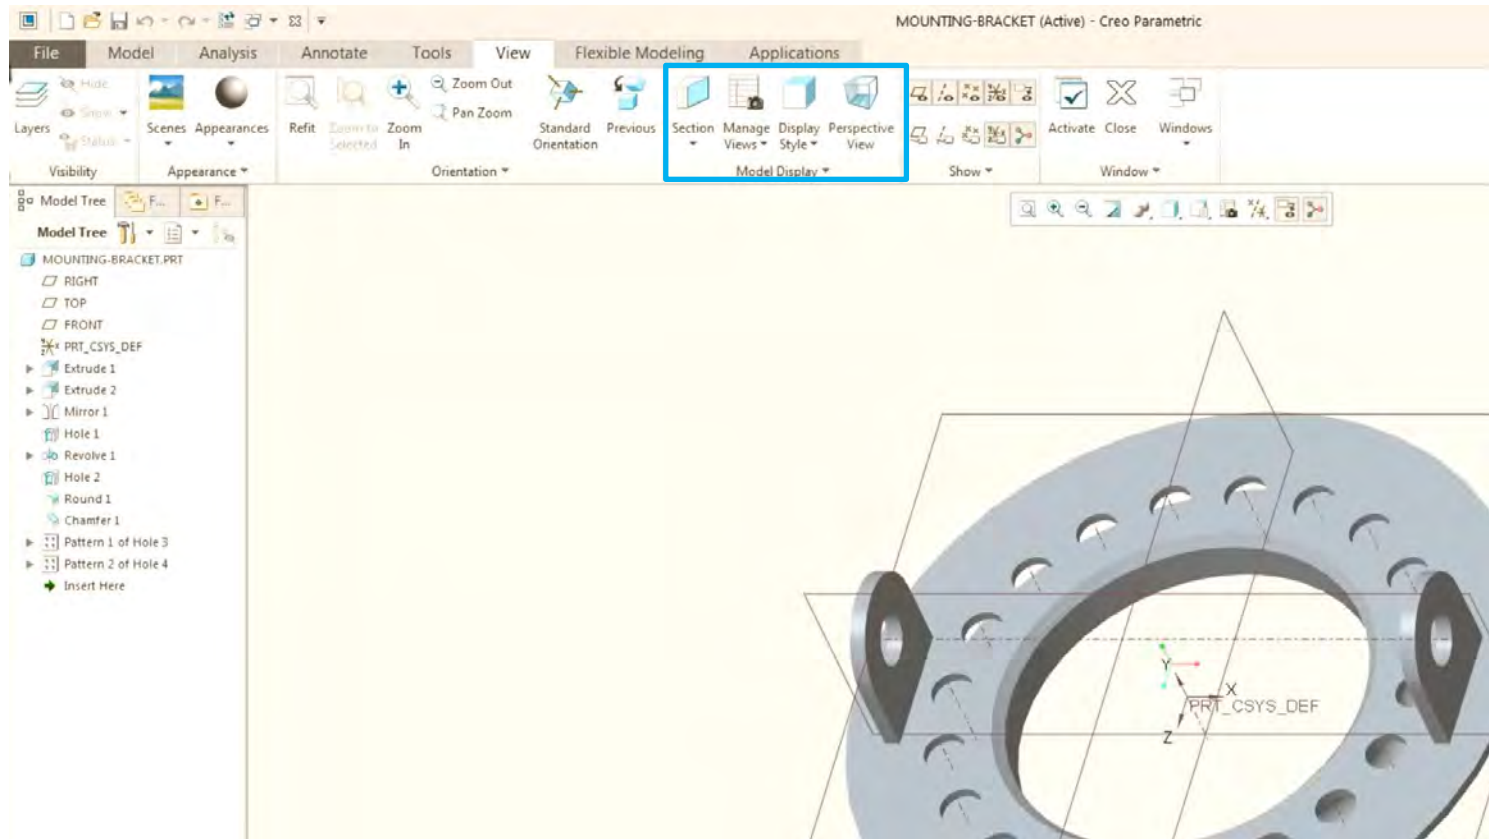 MOUNTING-BRACKET (Active) - Creo Parametric
File Model Analysis Annotate Tools View Flexible Modeling Applications
Hide
Show
Status
Layers
Visibility
Scenes Appearances
Appearance
Refit
Zoom to Selected
Zoom In
Zoom Out
Pan Zoom
Standard Orientation
Previous
Orientation
Section
Manage Views
Display Style
Perspective View
Model Display
Show
Activate Close Windows
Window
Model Tree F... F...
Model Tree
MOUNTING-BRACKET.PRT
RIGHT
TOP
FRONT
PRT_CSYS_DEF
Extrude 1
Extrude 2
Mirror 1
Hole 1
Revolve 1
Hole 2
Round 1
Chamfer 1
Pattern 1 of Hole 3
Pattern 2 of Hole 4
Insert Here
Y
X
PRT_CSYS_DEF
Z